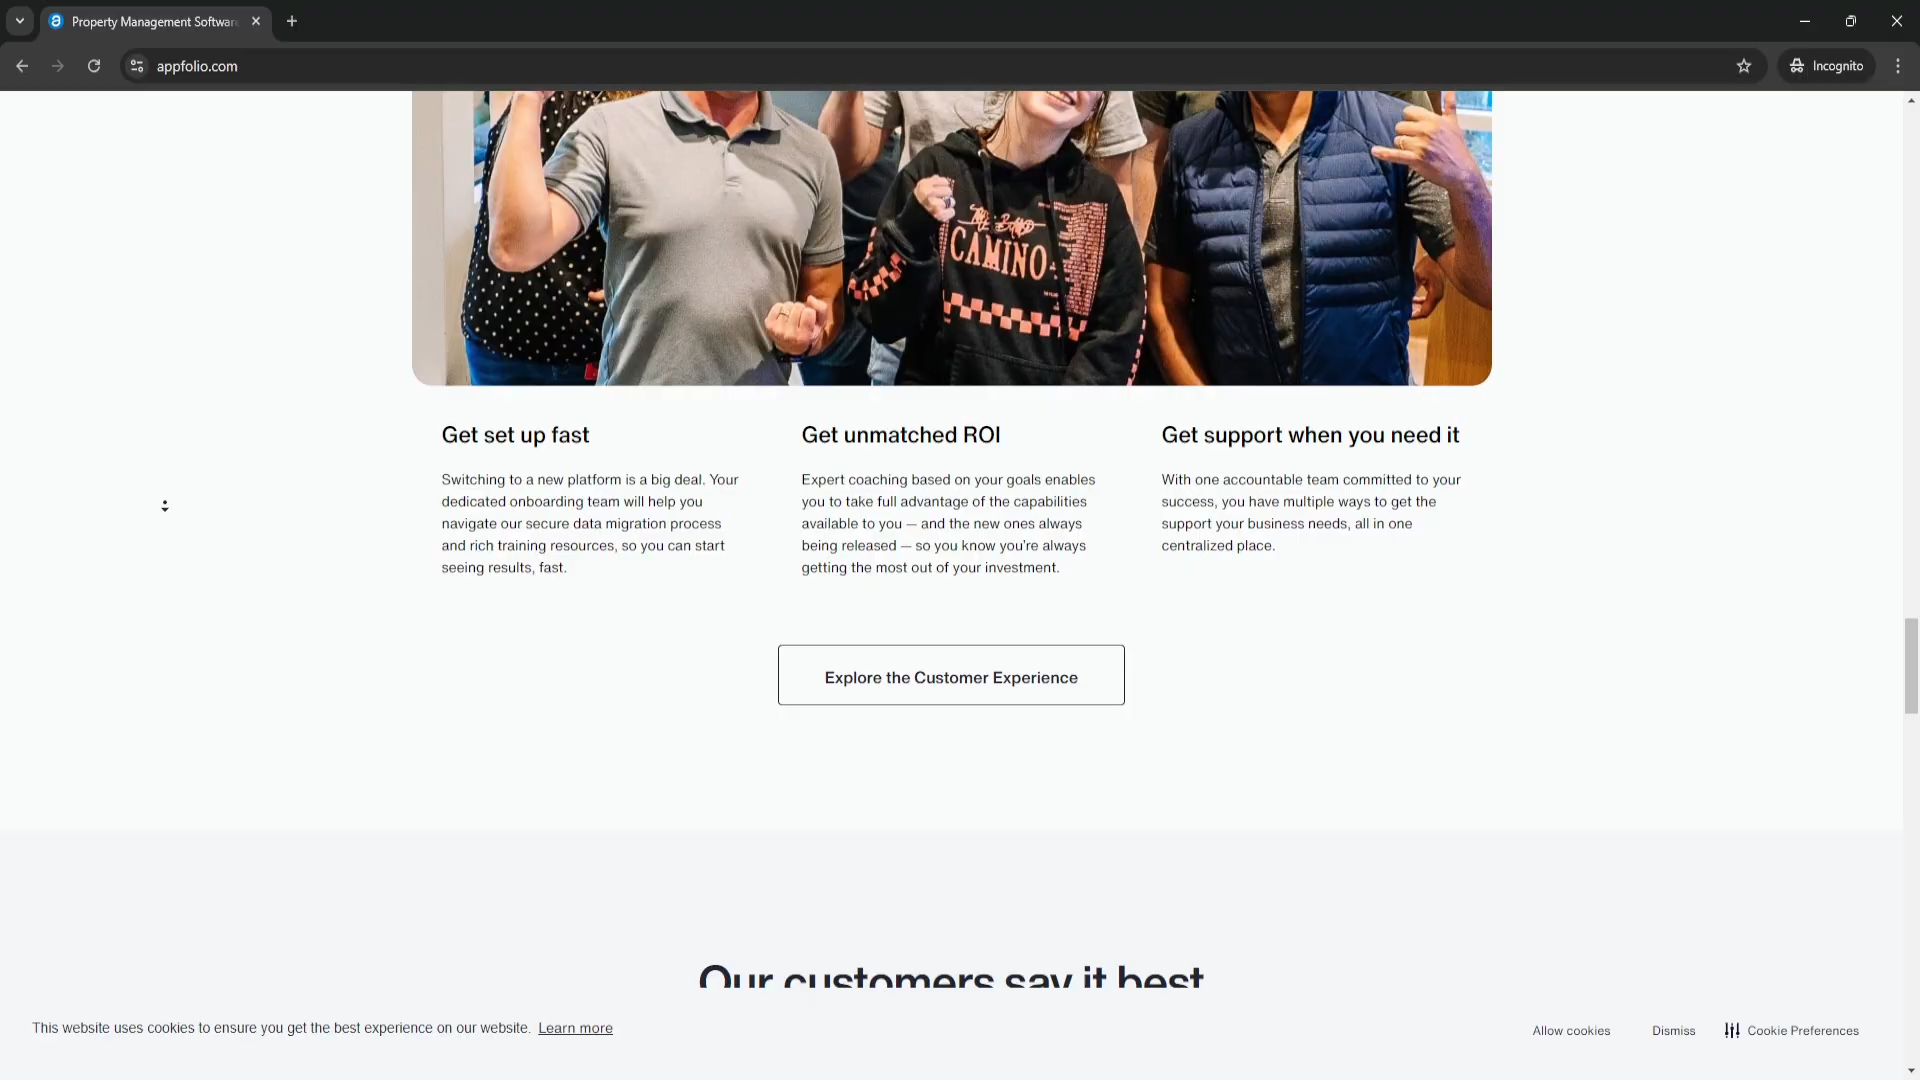 Property Management Softwar
appfolio.com
Incognito
CAMINO
Get set up fast
Switching to a new platform is a big deal. Your
dedicated onboarding team will help you
navigate our secure data migration process
and rich training resources, so you can start
seeing results, fast.
Get unmatched ROI
Expert coaching based on your goals enables
you to take full advantage of the capabilities
available to you — and the new ones always
being released — so you know you’re always
getting the most out of your investment.
Get support when you need it
With one accountable team committed to your
success, you have multiple ways to get the
support your business needs, all in one
centralized place.
Explore the Customer Experience
Our customers say it best
This website uses cookies to ensure you get the best experience on our website. Learn more
Allow cookies
Dismiss
Cookie Preferences